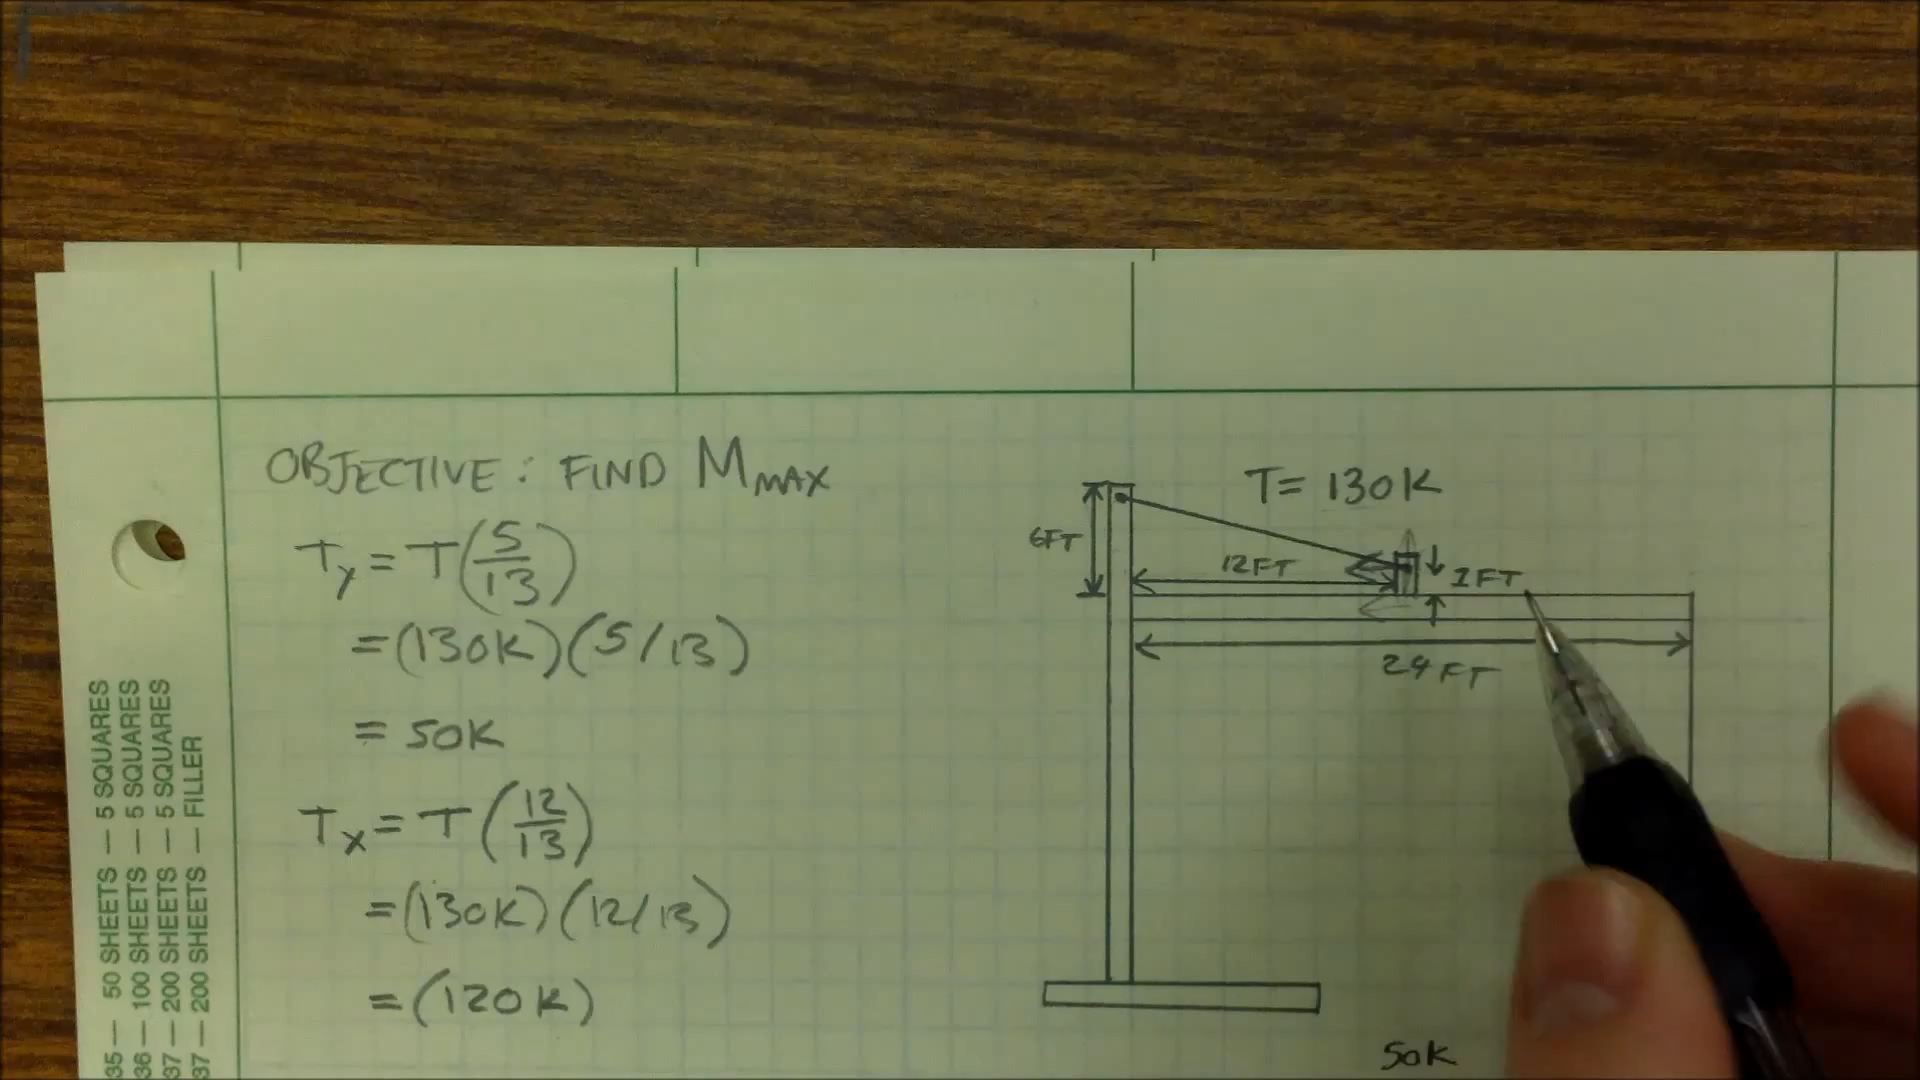 OBJECTIVE: FIND MMAX
Ty = T(5/13)
=(130K)(5/13)
= 50K
Tx = T(12/13)
=(130K)(12/13)
=(120K)
T= 130K
6FT
12FT
1FT
24FT
50K
35— 50 SHEETS — 5 SQUARES
36— 100 SHEETS — 5 SQUARES
37— 200 SHEETS — 5 SQUARES
37— 200 SHEETS — FILLER